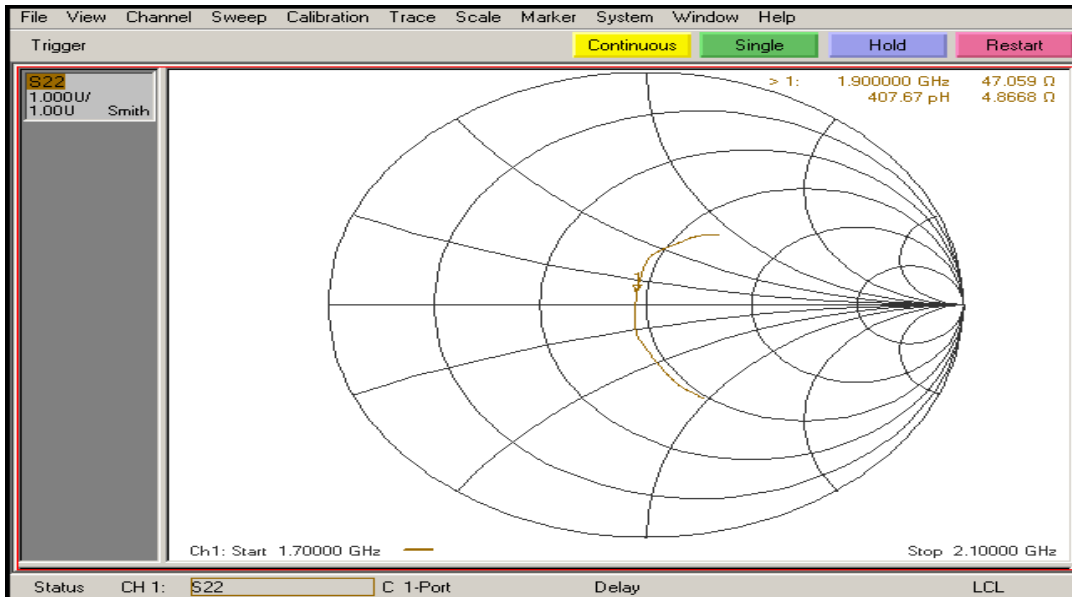 File View Channel Sweep Calibration Trace Scale Marker System Window Help
Trigger Continuous Single Hold Restart
S22
1.000U/
1.00U Smith
> 1: 1.900000 GHz 47.059 Ω
407.67 pH 4.8668 Ω
1
Ch1: Start 1.70000 GHz Stop 2.10000 GHz
Status CH 1: S22 C 1-Port Delay LCL